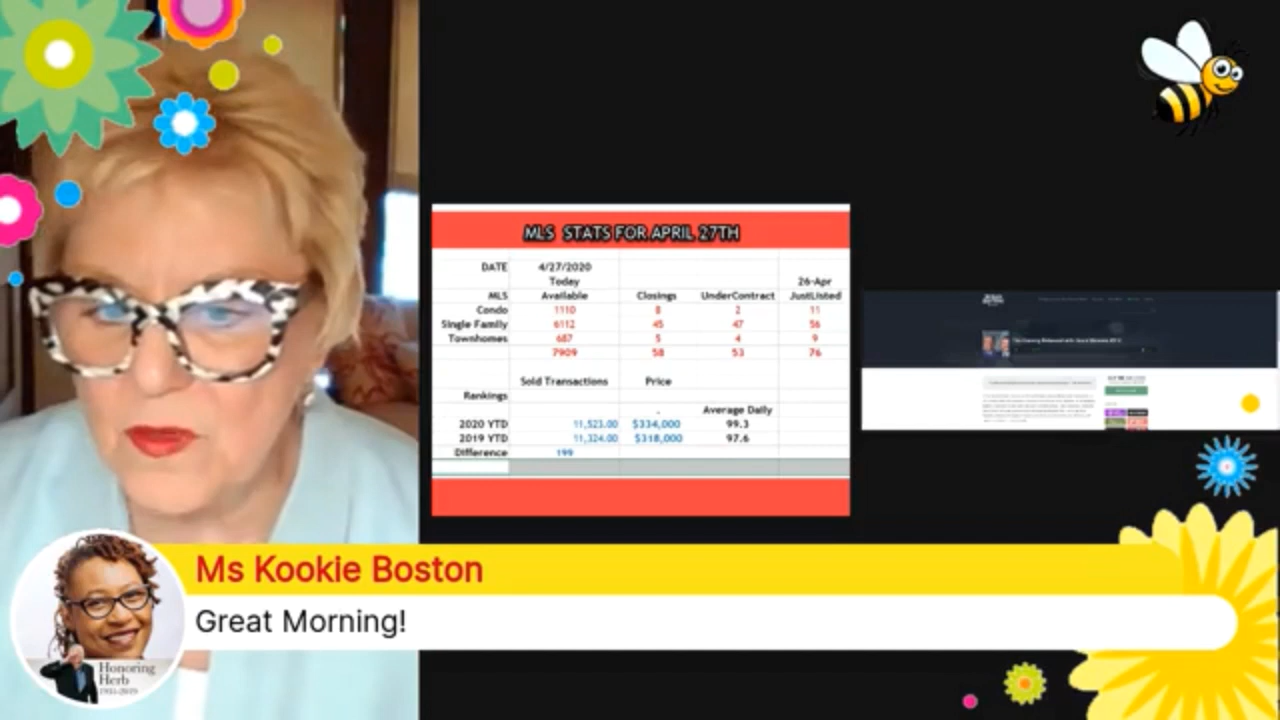 MLS STATS FOR APRIL 27TH
DATE 4/27/2020
Today 26-Apr
MLS Available Closings UnderContract JustListed
Condo 1110 8 2 11
Single Family 6112 45 47 56
Townhomes 687 5 4 9
7909 58 53 76
Sold Transactions Price
Rankings
Average Daily
2020 YTD 11,523.00 $334,000 99.3
2019 YTD 11,324.00 $318,000 97.6
Difference 199
Ms Kookie Boston
Great Morning!
Honoring
Herb